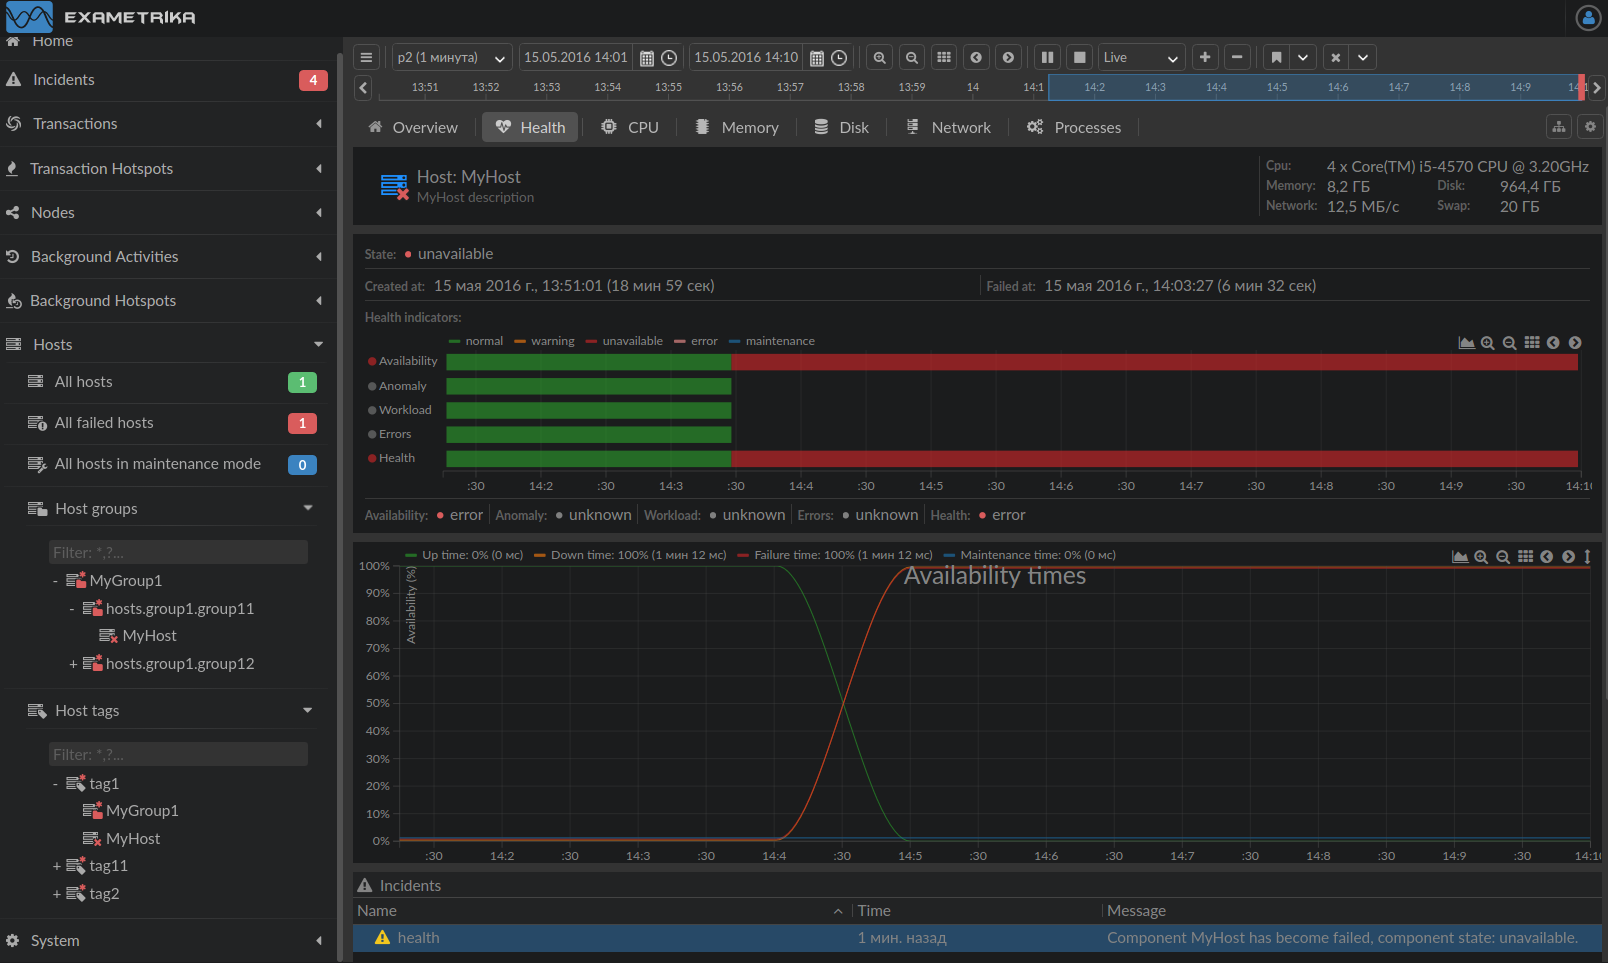 EXAMETRIKA
Home
Incidents 4
Transactions
Transaction Hotspots
Nodes
Background Activities
Background Hotspots
Hosts
All hosts 1
All failed hosts 1
All hosts in maintenance mode 0
Host groups
Filter: *,?...
- MyGroup1
- hosts.group1.group11
MyHost
+ hosts.group1.group12
Host tags
Filter: *,?...
- tag1
MyGroup1
MyHost
+ tag11
+ tag2
System
p2 (1 минута) 15.05.2016 14:01 15.05.2016 14:10 Live
13:51 13:52 13:53 13:54 13:55 13:56 13:57 13:58 13:59 14 14:1 14:2 14:3 14:4 14:5 14:6 14:7 14:8 14:9
Overview Health CPU Memory Disk Network Processes
Host: MyHost
MyHost description
Cpu: 4 x Core(TM) i5-4570 CPU @ 3.20GHz
Memory: 8,2 ГБ Disk: 964,4 ГБ
Network: 12,5 МБ/с Swap: 20 ГБ
State: unavailable
Created at: 15 мая 2016 г., 13:51:01 (18 мин 59 сек) Failed at: 15 мая 2016 г., 14:03:27 (6 мин 32 сек)
Health indicators:
normal warning unavailable error maintenance
Availability
Anomaly
Workload
Errors
Health
:30 14:2 :30 14:3 :30 14:4 :30 14:5 :30 14:6 :30 14:7 :30 14:8 :30 14:9 :30 14:10
Availability: error Anomaly: unknown Workload: unknown Errors: unknown Health: error
Up time: 0% (0 мс) Down time: 100% (1 мин 12 мс) Failure time: 100% (1 мин 12 мс) Maintenance time: 0% (0 мс)
Availability times
Availability (%)
100%
90%
80%
70%
60%
50%
40%
30%
20%
10%
0%
:30 14:2 :30 14:3 :30 14:4 :30 14:5 :30 14:6 :30 14:7 :30 14:8 :30 14:9 :30 14:10
Incidents
Name Time Message
health 1 мин. назад Component MyHost has become failed, component state: unavailable.